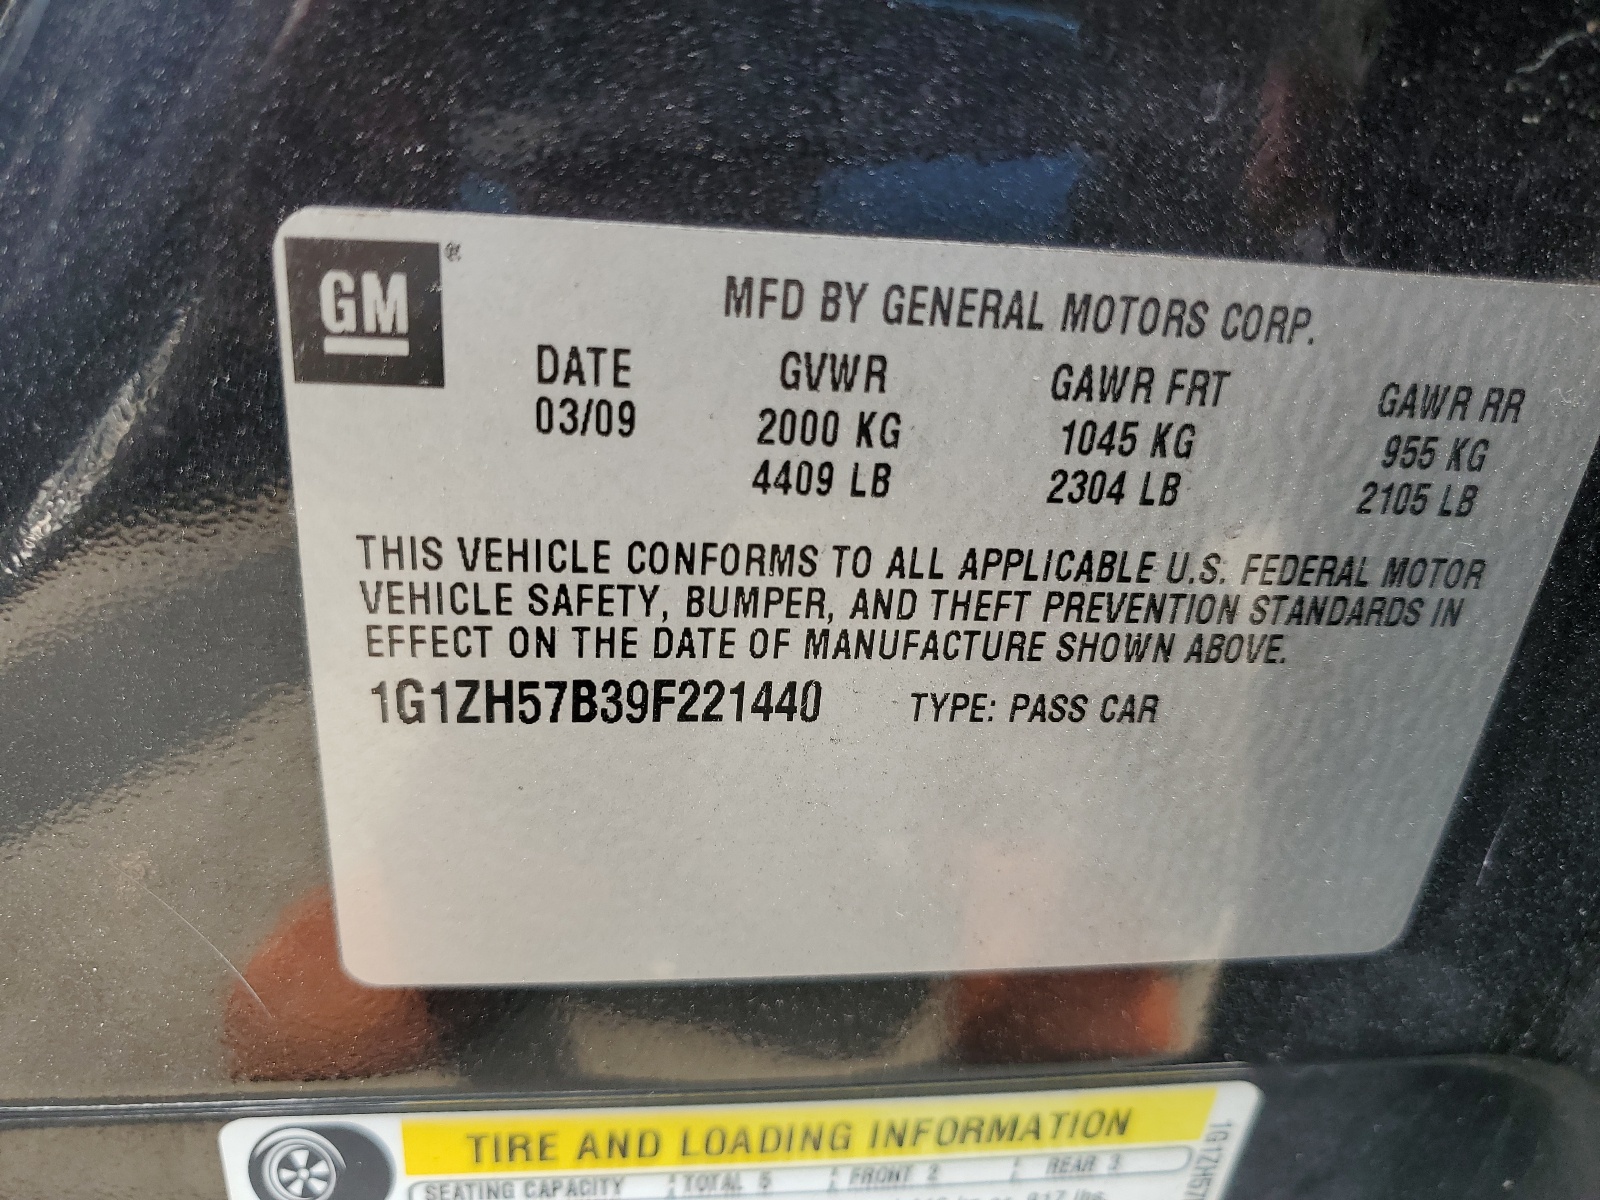 GM
MFD BY GENERAL MOTORS CORP.
DATE GVWR GAWR FRT GAWR RR
03/09 2000 KG 1045 KG 955 KG
4409 LB 2304 LB 2105 LB
THIS VEHICLE CONFORMS TO ALL APPLICABLE U.S. FEDERAL MOTOR
VEHICLE SAFETY, BUMPER, AND THEFT PREVENTION STANDARDS IN
EFFECT ON THE DATE OF MANUFACTURE SHOWN ABOVE.
1G1ZH57B39F221440 TYPE: PASS CAR
TIRE AND LOADING INFORMATION
SEATING CAPACITY TOTAL 5 FRONT 2 REAR 3
1G1ZH57